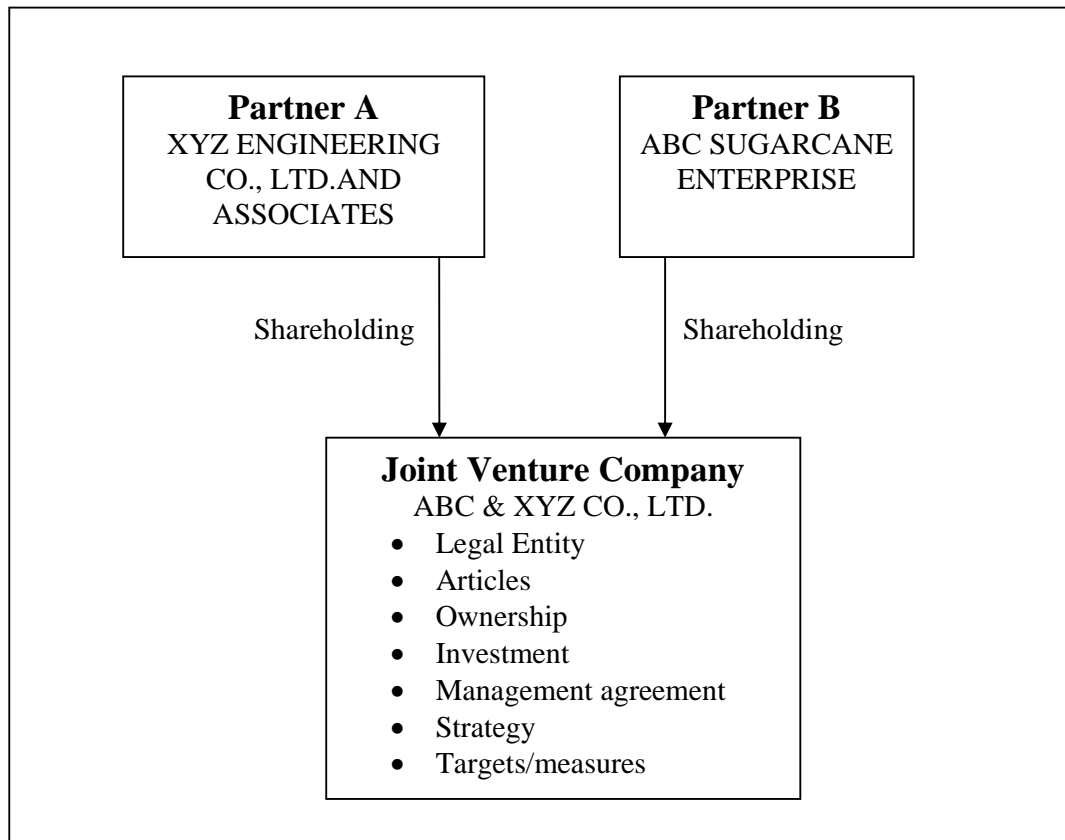 Partner A
XYZ ENGINEERING
CO., LTD.AND
ASSOCIATES
Partner B
ABC SUGARCANE
ENTERPRISE
Shareholding
Shareholding
Joint Venture Company
ABC & XYZ CO., LTD.
• Legal Entity
• Articles
• Ownership
• Investment
• Management agreement
• Strategy
• Targets/measures